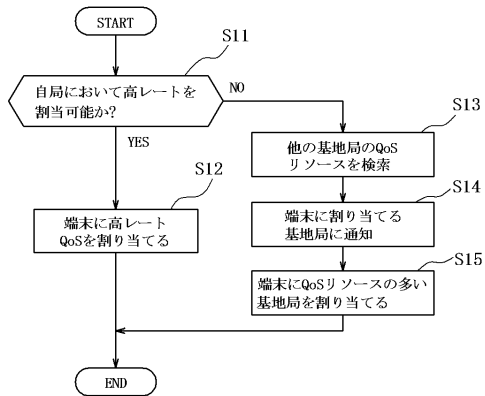 START
S11
自局において高レートを
割当可能か?
NO
YES
S12
端末に高レート
QoSを割り当てる
S13
他の基地局のQoS
リソースを検索
S14
端末に割り当てる
基地局に通知
S15
端末にQoSリソースの多い
基地局を割り当てる
END